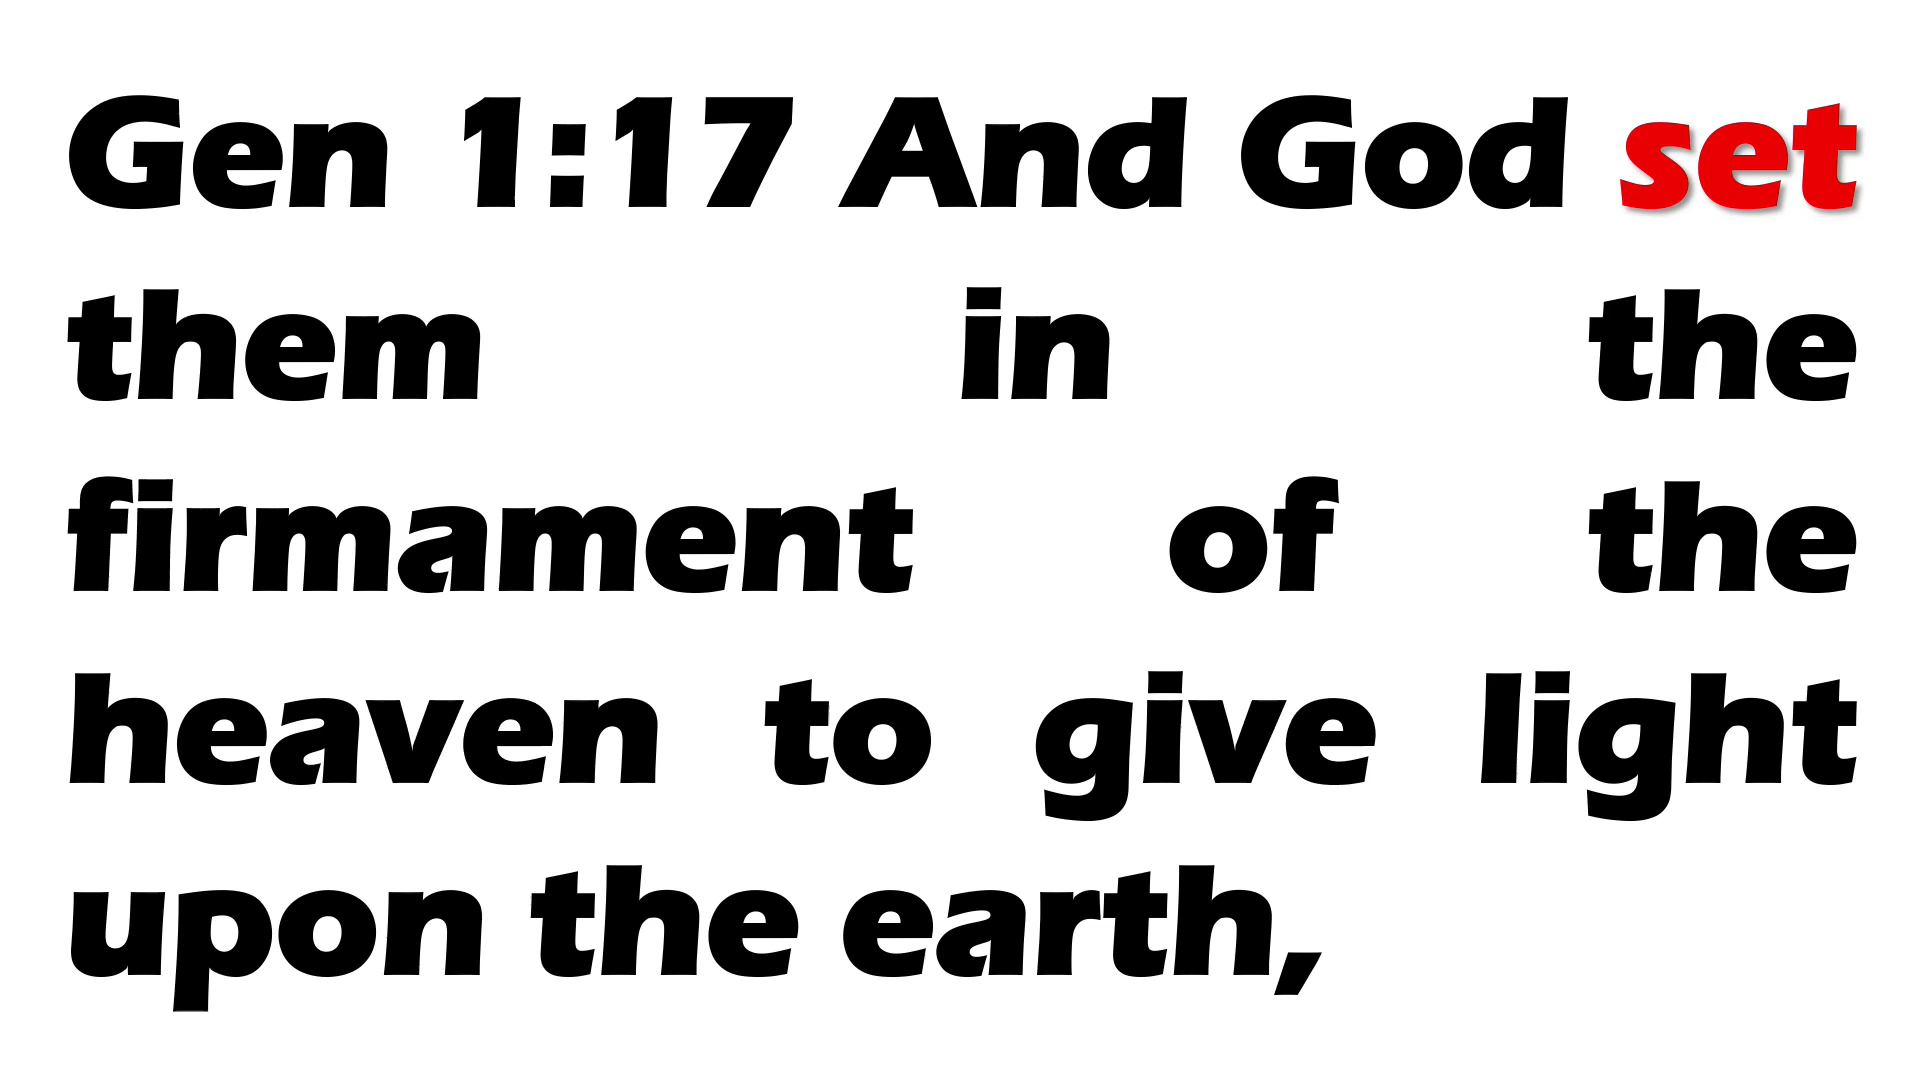 Gen 1:17 And God set
them in the
firmament of the
heaven to give light
upon the earth,